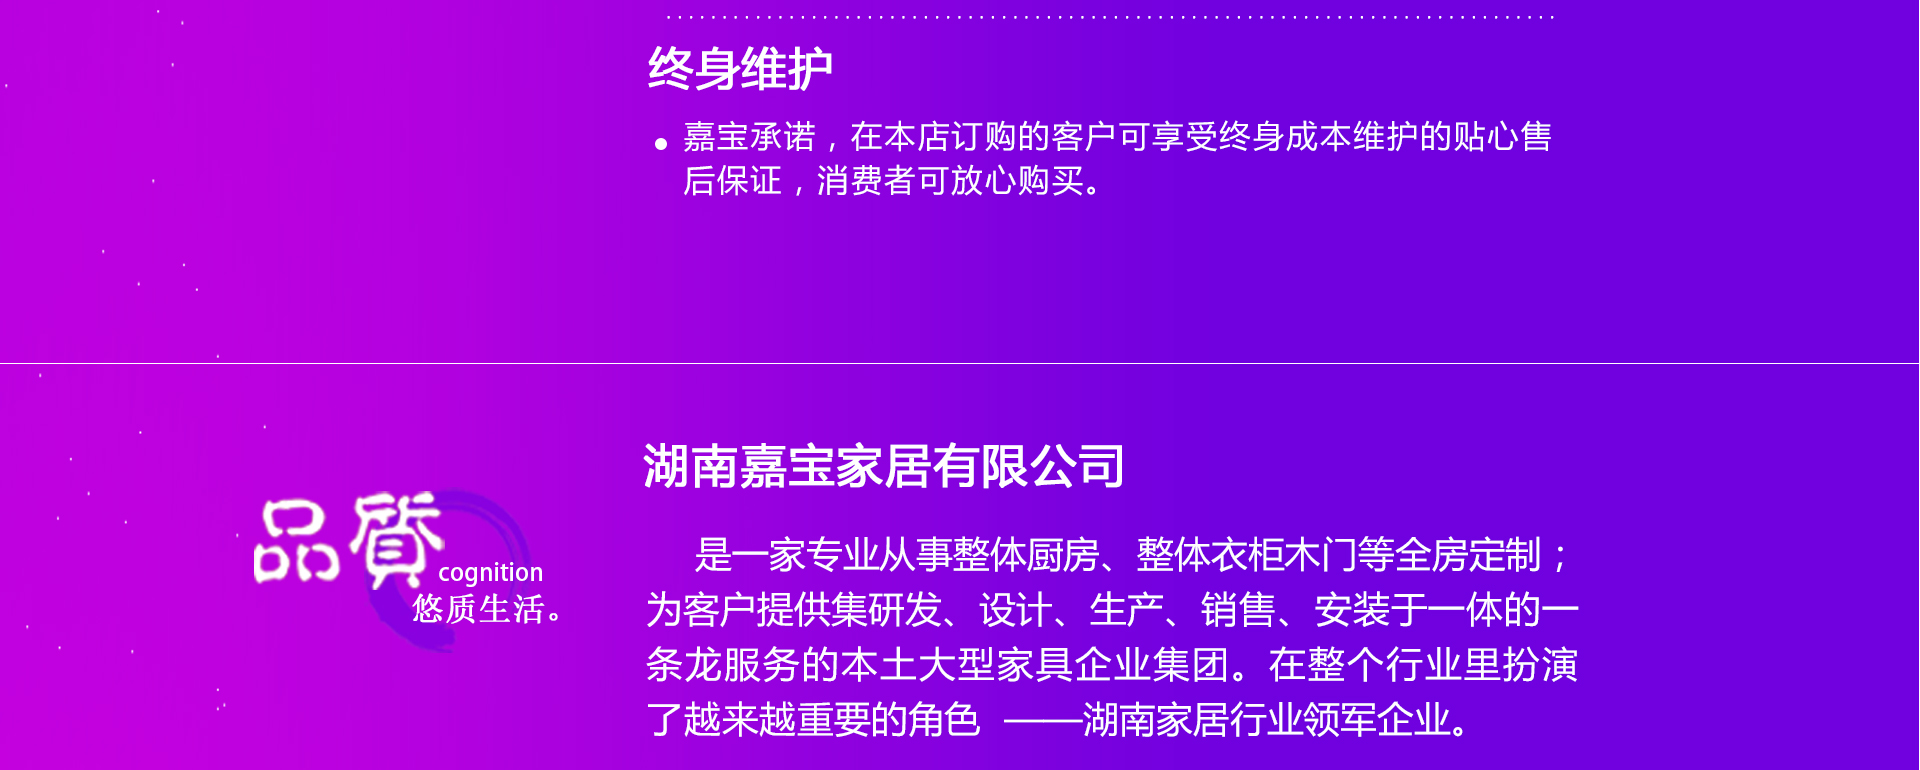 终身维护
嘉宝承诺，在本店订购的客户可享受终身成本维护的贴心售
后保证，消费者可放心购买。
品質
cognition
悠质生活。
湖南嘉宝家居有限公司
是一家专业从事整体厨房、整体衣柜木门等全房定制；
为客户提供集研发、设计、生产、销售、安装于一体的一
条龙服务的本土大型家具企业集团。在整个行业里扮演
了越来越重要的角色 ——湖南家居行业领军企业。